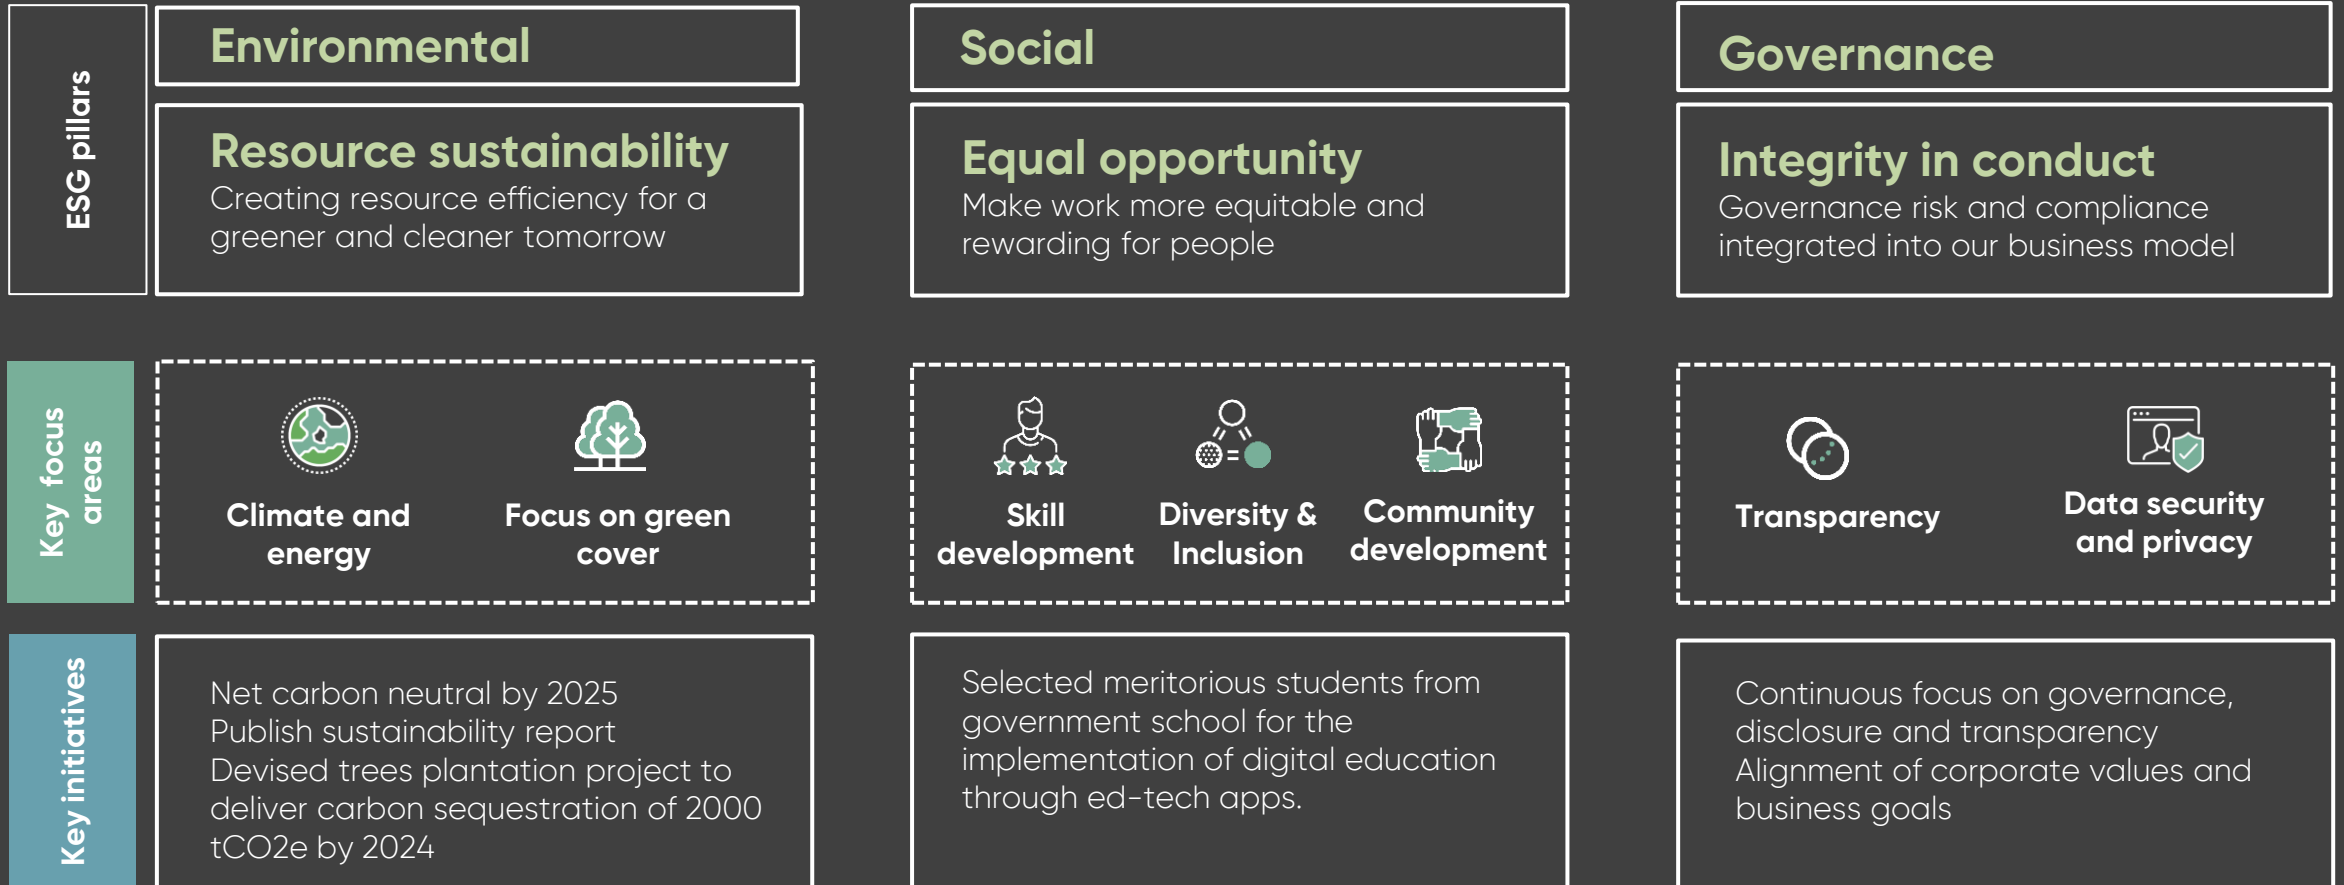 ESG pillars
Environmental
Resource sustainability
Creating resource efficiency for a
greener and cleaner tomorrow
Social
Equal opportunity
Make work more equitable and
rewarding for people
Governance
Integrity in conduct
Governance risk and compliance
integrated into our business model
Key focus
areas
Climate and
energy
Focus on green
cover
Skill
development
Diversity &
Inclusion
Community
development
Transparency
Data security
and privacy
Key initiatives
Net carbon neutral by 2025
Publish sustainability report
Devised trees plantation project to
deliver carbon sequestration of 2000
tCO2e by 2024
Selected meritorious students from
government school for the
implementation of digital education
through ed-tech apps.
Continuous focus on governance,
disclosure and transparency
Alignment of corporate values and
business goals